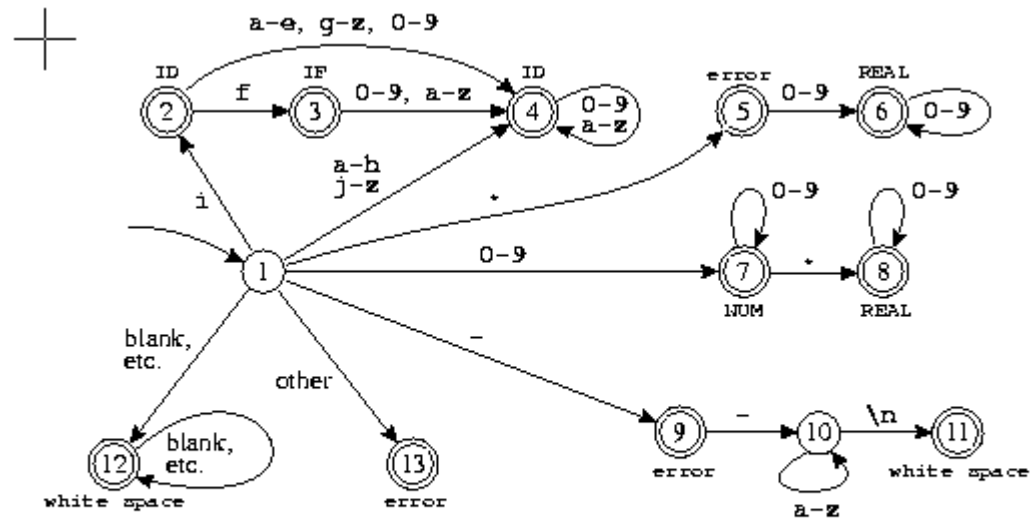 a-e, g-z, 0-9
ID IF ID error REAL
2 f 3 0-9, a-z 4 0-9 a-z 5 0-9 6 0-9
a-h
j-z
i .
0-9 0-9
1 0-9 7 . 8
NUM REAL
blank,
etc.
other
-
blank,
etc.
12 13 9 - 10 \n 11
white space error error white space
a-z